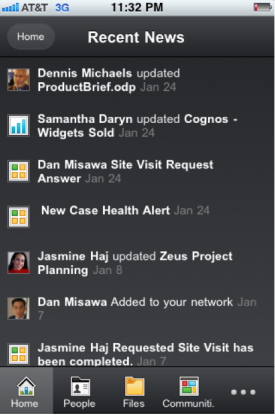 AT&T 3G 11:32 PM
Home Recent News
Dennis Michaels updated
ProductBrief.odp Jan 24
Samantha Daryn updated Cognos -
Widgets Sold Jan 24
Dan Misawa Site Visit Request
Answer Jan 24
New Case Health Alert Jan 24
Jasmine Haj updated Zeus Project
Planning Jan 8
Dan Misawa Added to your network Jan
7
Jasmine Haj Requested Site Visit has
been completed. Jan 7
Home People Files Communiti.